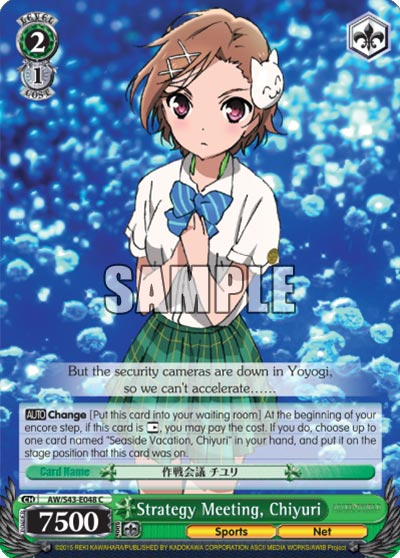 LEVEL
2
1
COST
SAMPLE
But the security cameras are down in Yoyogi,
so we can't accelerate……
AUTO Change [Put this card into your waiting room] At the beginning of
your encore step, if this card is , you may pay the cost. If you do, choose up
to one card named "Seaside Vacation, Chiyuri" in your hand, and put it on the
stage position that this card was on.
Card Name 作戦会議 チユリ
CH AW/S43-E048 C
7500
Strategy Meeting, Chiyuri
ACCEL WORLD
Sports Net
©2015 REKI KAWAHARA/PUBLISHED BY KADOKAWA CORPORATION ASCII MEDIA WORKS/AWIB Project